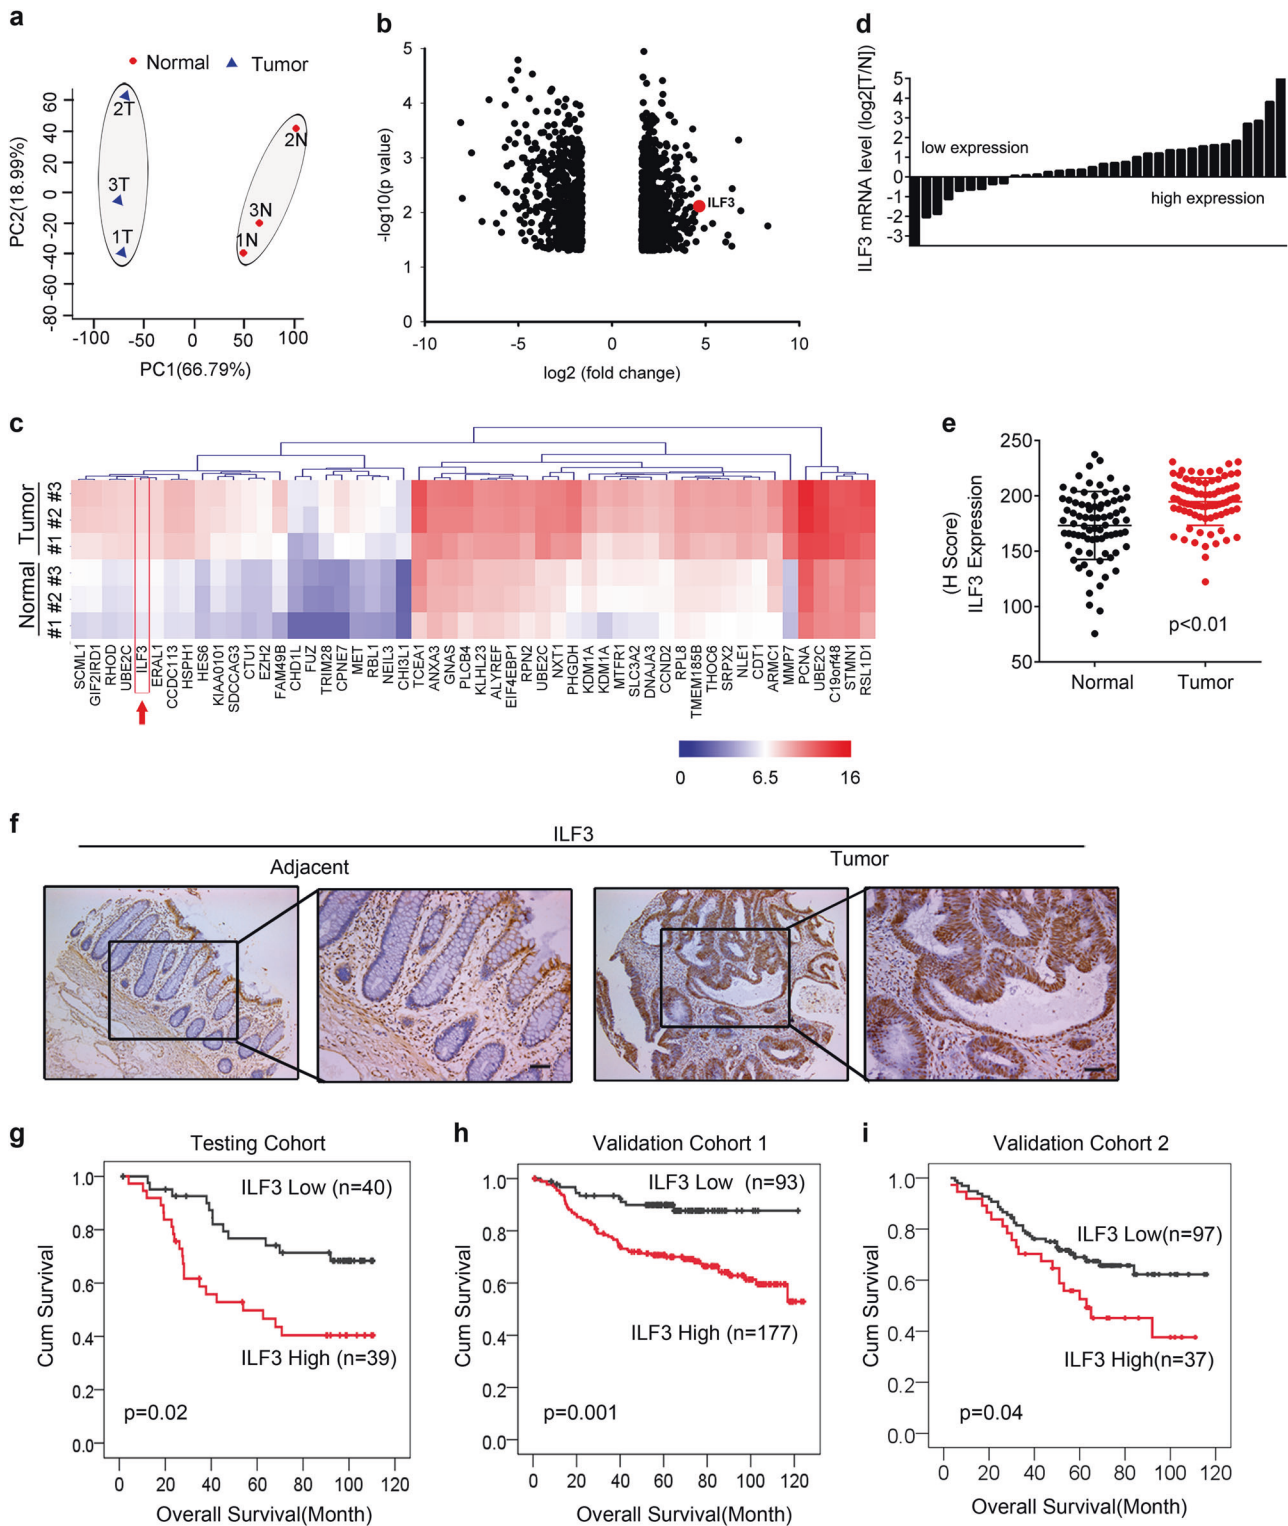 a
Normal
Tumor
PC2(18.99%)
60
40
20
0
-20
-40
-60
-80
2T
3T
1T
2N
3N
1N
-100
-50
0
50
100
PC1(66.79%)
b
-log10(p value)
5
4
3
2
1
0
ILF3
-10
-5
0
5
10
log2 (fold change)
d
ILF3 mRNA level (log2[T/N])
5
4
3
2
1
0
-1
-2
-3
low expression
high expression
c
Tumor
#3
#2
#1
Normal
#3
#2
#1
SCML1
GIF2IRD1
RHOD
UBE2C
ILF3
ERAL1
CCDC113
HSPH1
HES6
KIAA0101
SDCCAG3
CTU1
EZH2
FAM49B
CHD1L
FUZ
TRIM28
CPNE7
MET
RBL1
NEIL3
CHI3L1
TCEA1
ANXA3
GNAS
PLCB4
KLHL23
ALYREF
EIF4EBP1
RPN2
UBE2C
NXT1
PHGDH
KDM1A
KDM1A
MTFR1
SLC3A2
DNAJA3
CCND2
RPL8
TMEM185B
THOC6
SRPX2
NLE1
CDT1
ARMC1
MMP7
PCNA
UBE2C
C19orf48
STMN1
RSL1D1
0
6.5
16
e
(H Score)
ILF3 Expression
250
200
150
100
50
p<0.01
Normal
Tumor
f
ILF3
Adjacent
Tumor
g
Testing Cohort
Cum Survival
1.0
0.8
0.6
0.4
0.2
0.0
ILF3 Low (n=40)
ILF3 High (n=39)
p=0.02
0
20
40
60
80
100
120
Overall Survival(Month)
h
Validation Cohort 1
Cum Survival
1.0
0.8
0.6
0.4
0.2
0.0
ILF3 Low (n=93)
ILF3 High (n=177)
p=0.001
0
20
40
60
80
100
120
Overall Survival(Month)
i
Validation Cohort 2
Cum Survival
1.0
0.8
0.6
0.4
0.2
0.0
ILF3 Low(n=97)
ILF3 High(n=37)
p=0.04
0
20
40
60
80
100
120
Overall Survival(Month)